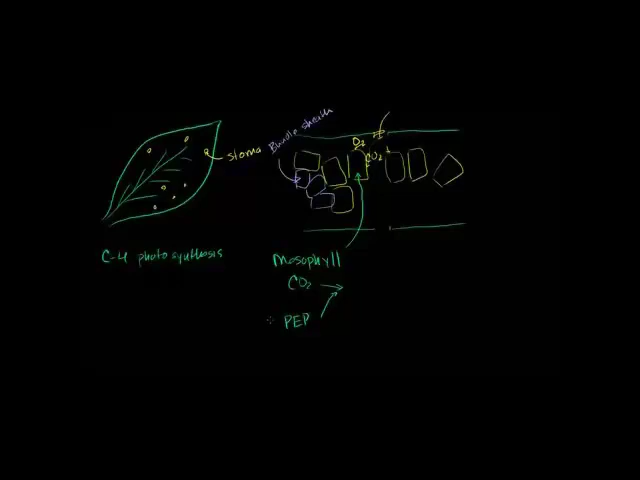 Bundle sheath
O₂
stoma
CO₂
C-4 photosynthesis
Mesophyll
CO₂ →
PEP